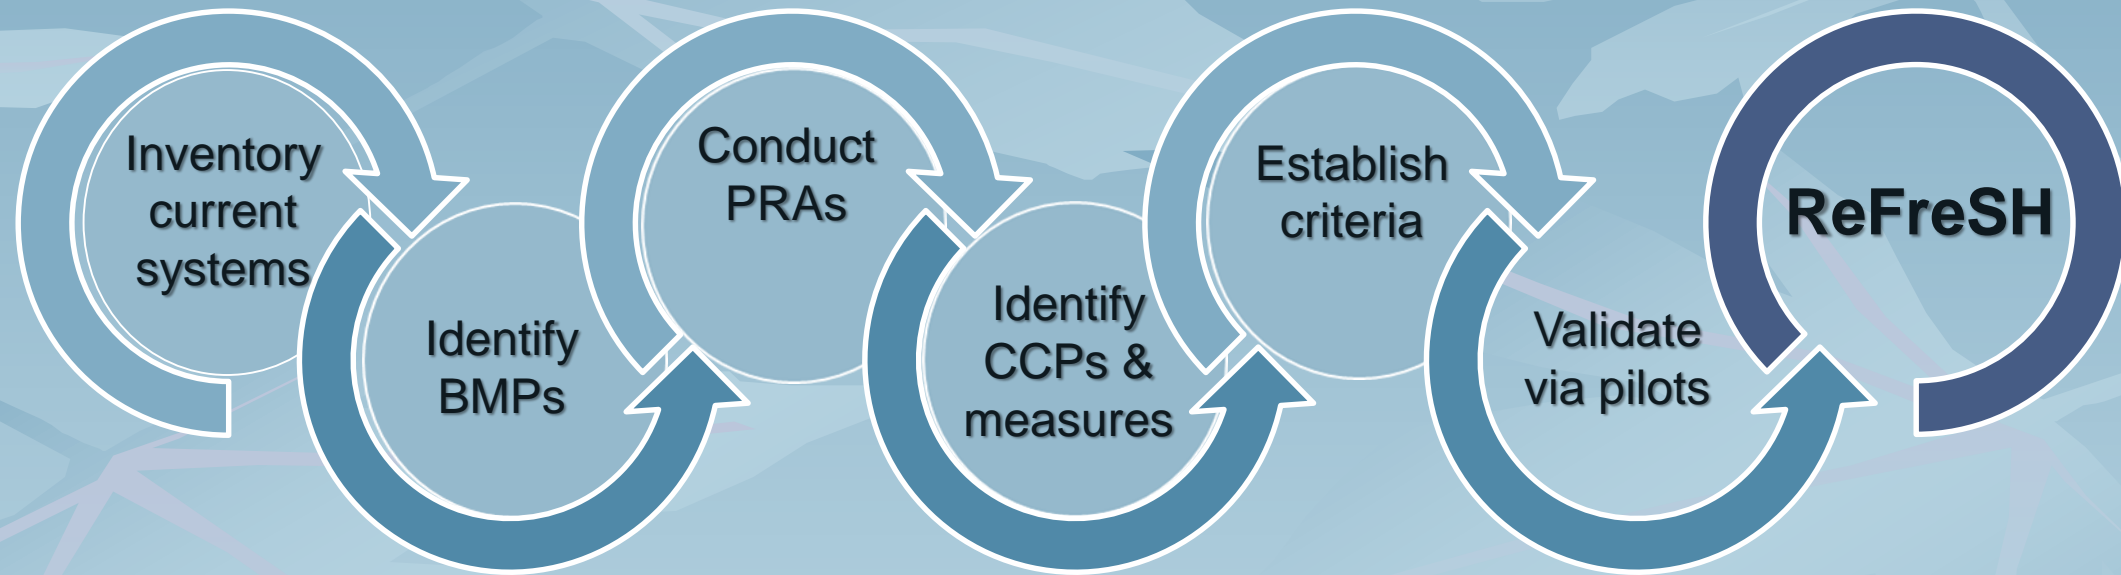 Inventory
current
systems
Identify
BMPs
Conduct
PRAs
Identify
CCPs &
measures
Establish
criteria
Validate
via pilots
ReFreSH